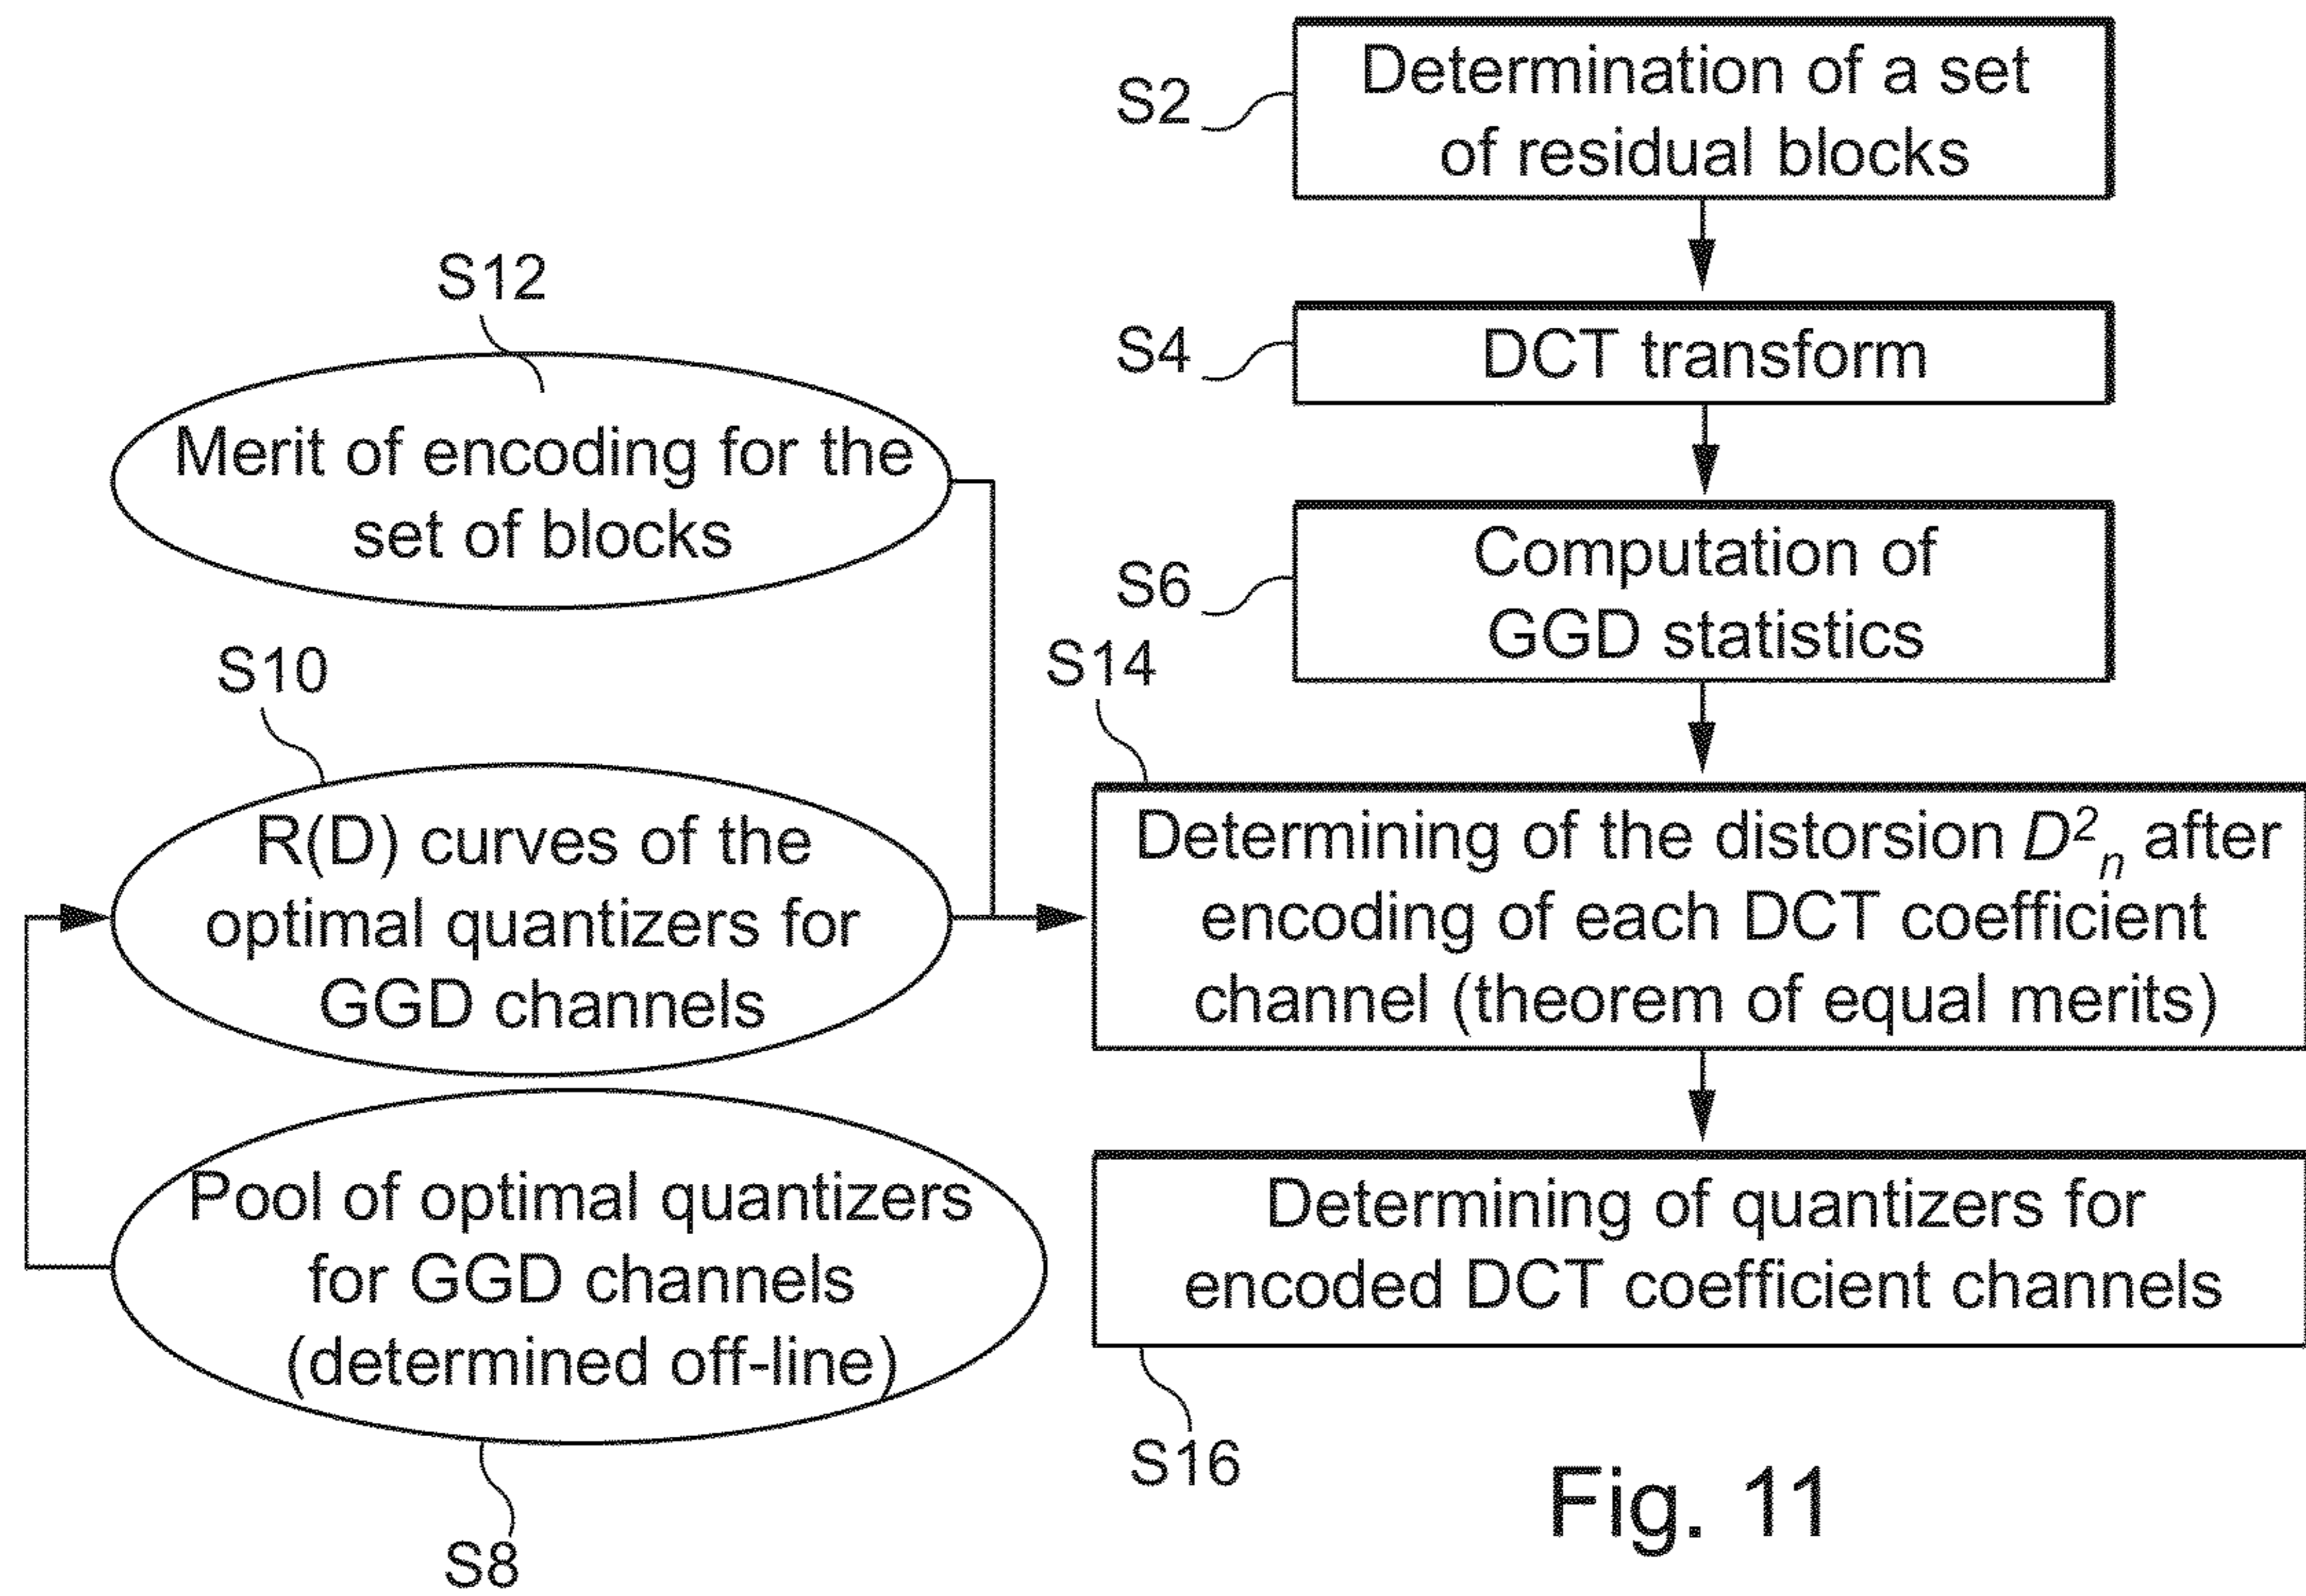 S2
Determination of a set
of residual blocks
S4
DCT transform
S12
Merit of encoding for the
set of blocks
S6
Computation of
GGD statistics
S10
R(D) curves of the
optimal quantizers for
GGD channels
S14
Determining of the distorsion D²ₙ after
encoding of each DCT coefficient
channel (theorem of equal merits)
Pool of optimal quantizers
for GGD channels
(determined off-line)
S8
Determining of quantizers for
encoded DCT coefficient channels
S16
Fig. 11